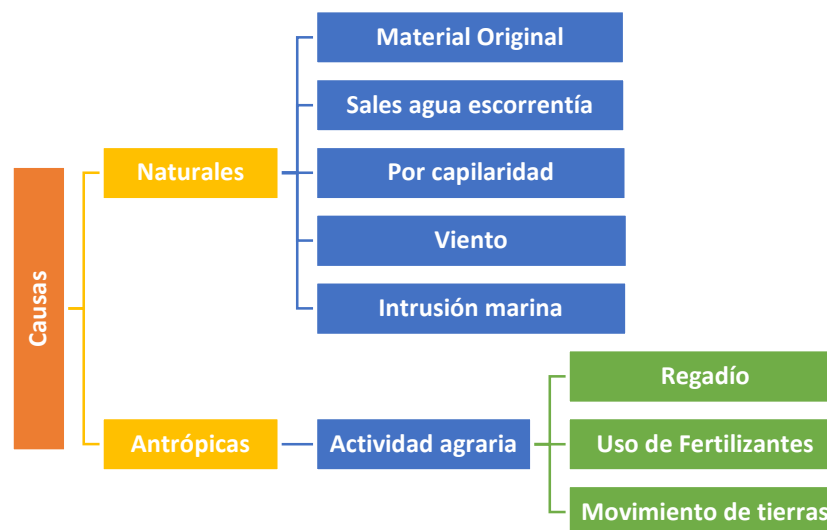 Causas
Naturales
Material Original
Sales agua escorrentía
Por capilaridad
Viento
Intrusión marina
Antrópicas
Actividad agraria
Regadío
Uso de Fertilizantes
Movimiento de tierras